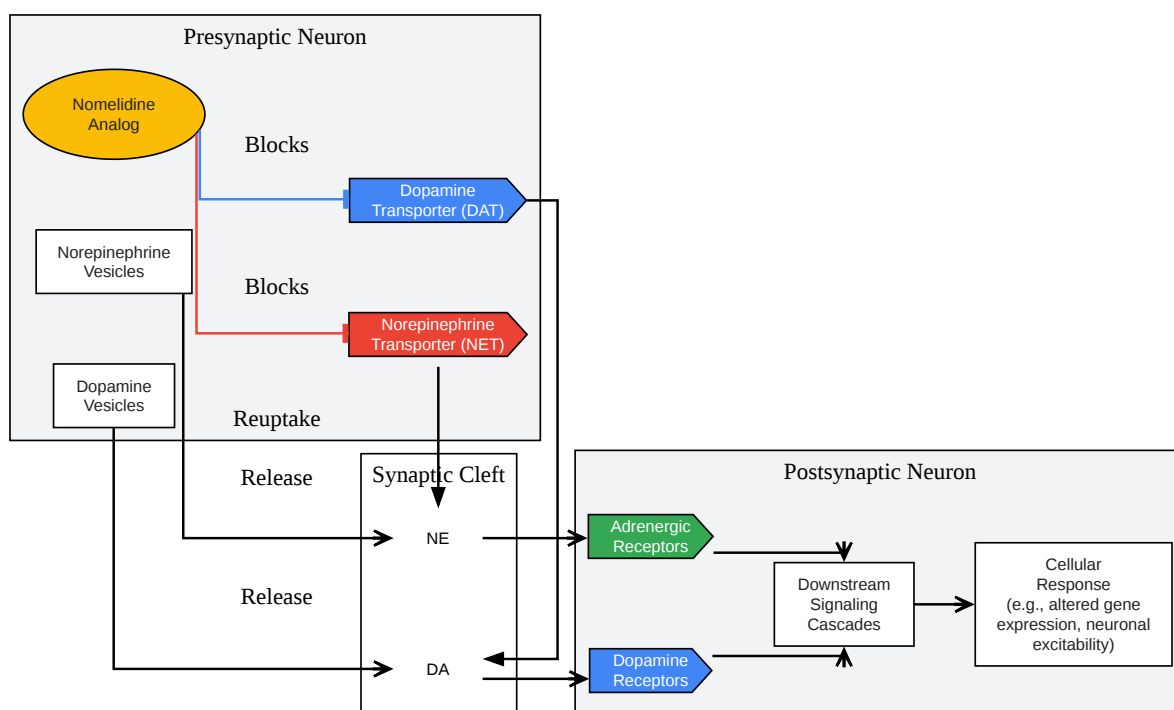 Presynaptic Neuron
Nomelidine
Analog
Blocks
Dopamine
Transporter (DAT)
Norepinephrine
Vesicles
Blocks
Norepinephrine
Transporter (NET)
Dopamine
Vesicles
Reuptake
Release
Synaptic Cleft
Postsynaptic Neuron
NE
Adrenergic
Receptors
Release
Downstream
Signaling
Cascades
Cellular
Response
(e.g., altered gene
expression, neuronal
excitability)
DA
Dopamine
Receptors